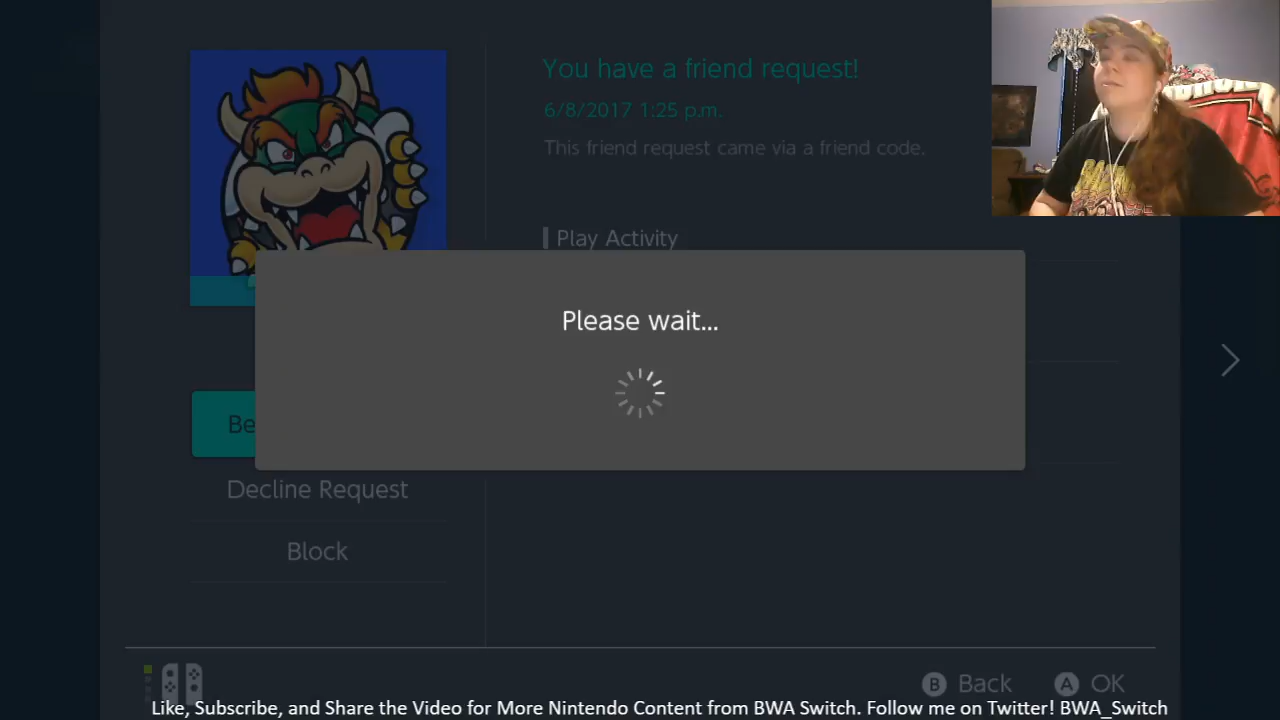 You have a friend request!
6/8/2017 1:25 p.m.
This friend request came via a friend code.
Play Activity
Please wait...
Be
Decline Request
Block
B Back
A OK
Like, Subscribe, and Share the Video for More Nintendo Content from BWA Switch. Follow me on Twitter! BWA_Switch